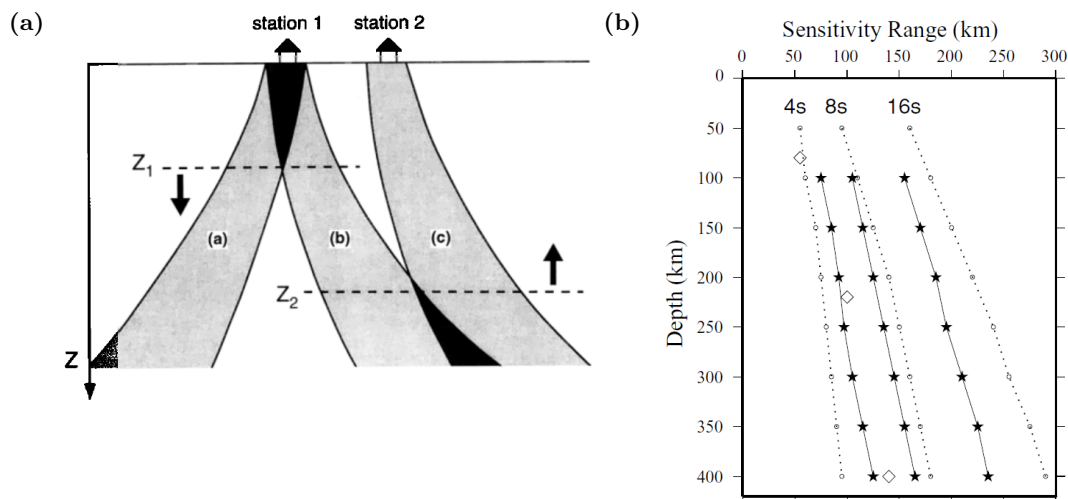 (a)
station 1 station 2
Z1
(a) (b) (c)
Z2
Z
(b)
Sensitivity Range (km)
0 50 100 150 200 250 300
0
4s 8s 16s
50
100
150
200
250
300
350
400
Depth (km)